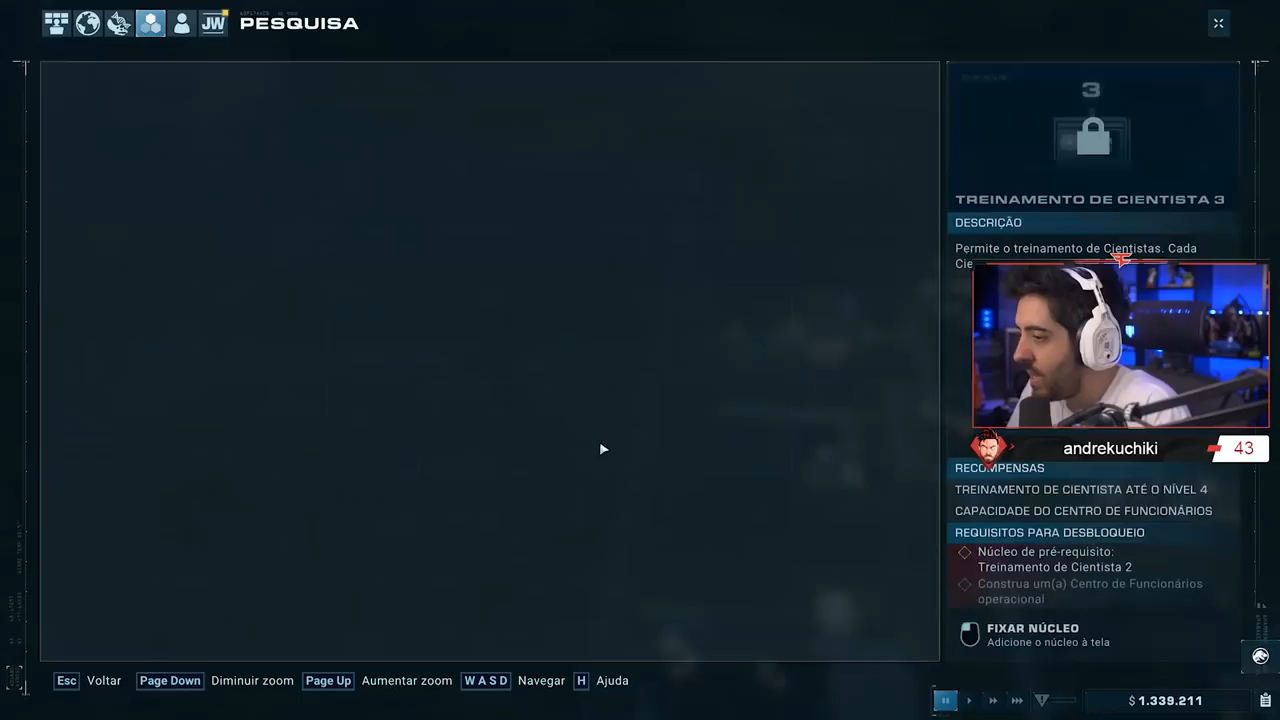 JW PESQUISA
3
TREINAMENTO DE CIENTISTA 3
DESCRIÇÃO
Permite o treinamento de Cientistas. Cada
Cie
andrekuchiki 43
RECOMPENSAS
TREINAMENTO DE CIENTISTA ATÉ O NÍVEL 4
CAPACIDADE DO CENTRO DE FUNCIONÁRIOS
REQUISITOS PARA DESBLOQUEIO
Núcleo de pré-requisito:
Treinamento de Cientista 2
Construa um(a) Centro de Funcionários
operacional
FIXAR NÚCLEO
Adicione o núcleo à tela
Esc Voltar Page Down Diminuir zoom Page Up Aumentar zoom W A S D Navegar H Ajuda
$ 1.339.211